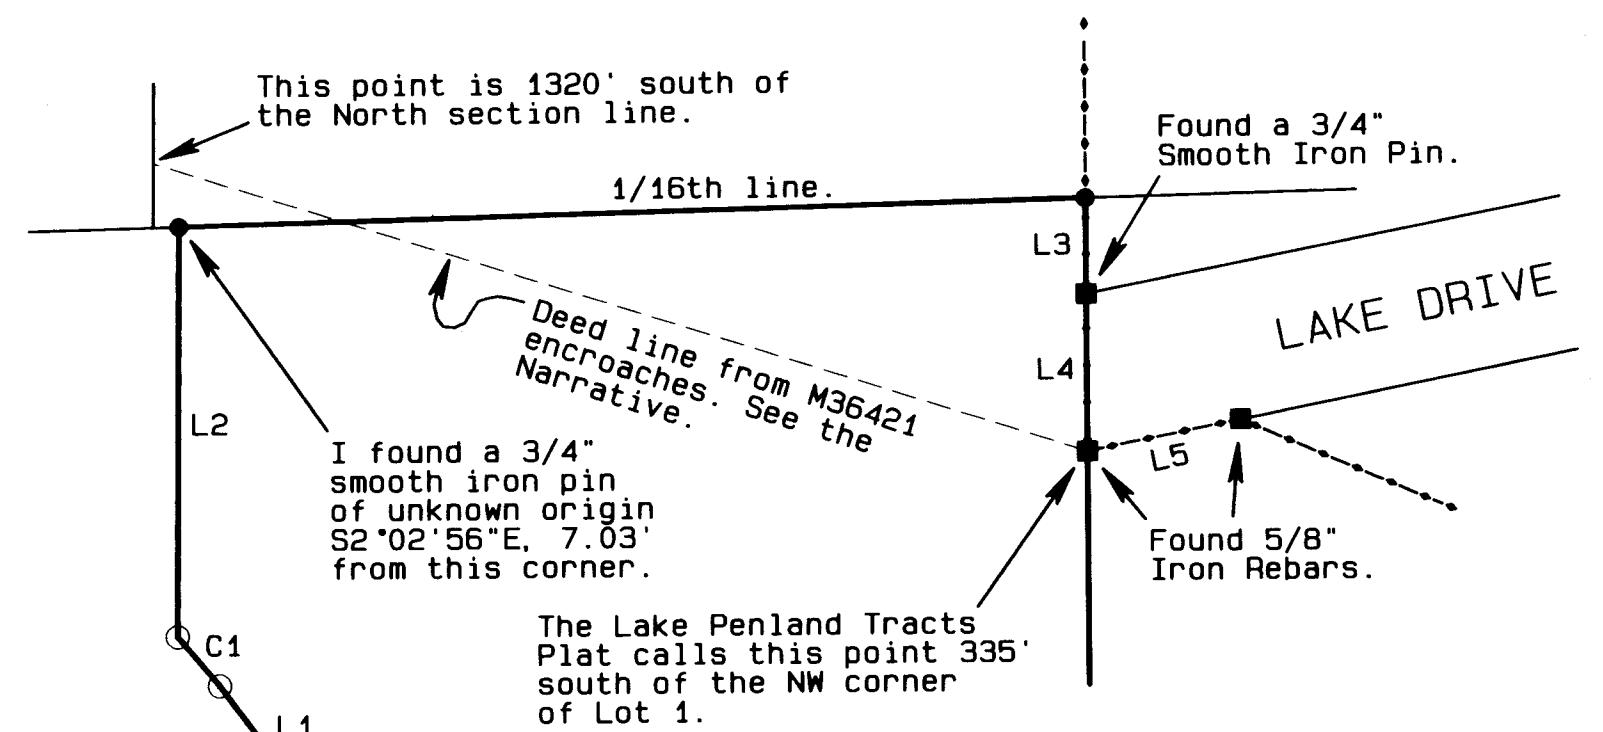 This point is 1320' south of
the North section line.
Found a 3/4"
Smooth Iron Pin.
1/16th line.
L3
LAKE DRIVE
Deed line from M36421
encroaches. See the
Narrative.
L4
L2
L5
I found a 3/4"
smooth iron pin
of unknown origin
S2°02'56"E, 7.03'
from this corner.
Found 5/8"
Iron Rebars.
The Lake Penland Tracts
Plat calls this point 335'
south of the NW corner
of Lot 1.
C1
L1